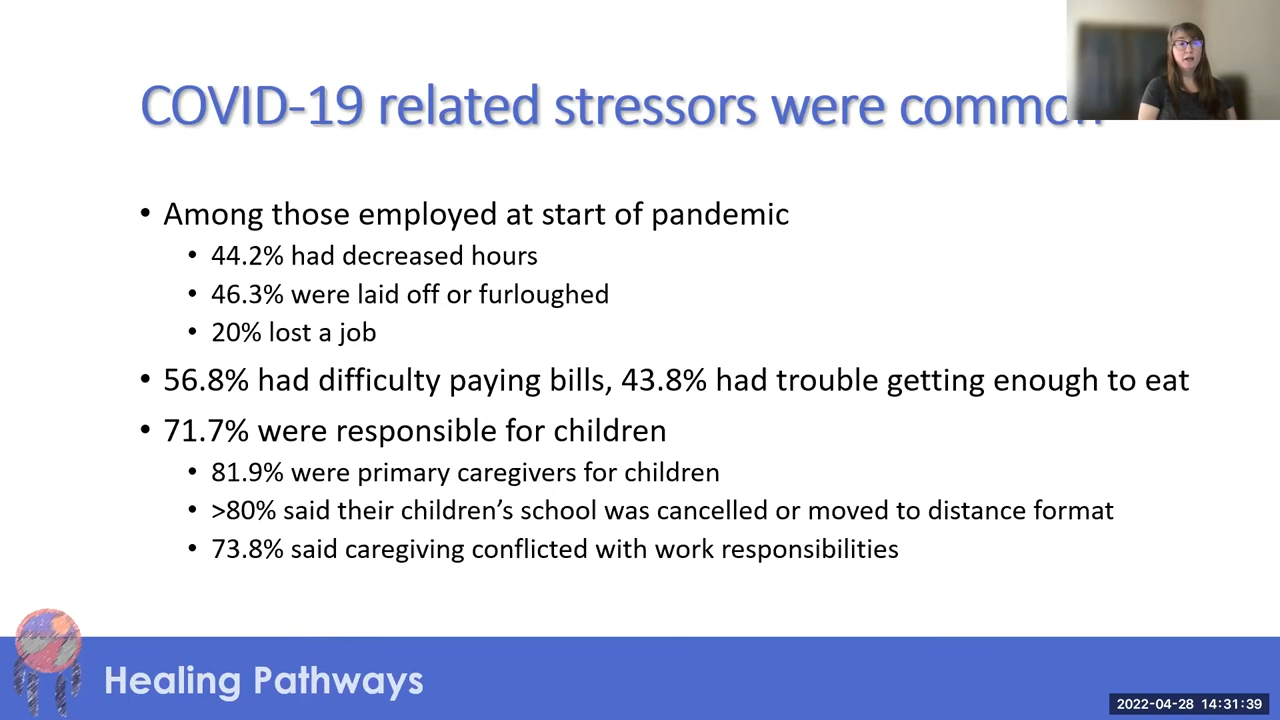 COVID-19 related stressors were common
• Among those employed at start of pandemic
• 44.2% had decreased hours
• 46.3% were laid off or furloughed
• 20% lost a job
• 56.8% had difficulty paying bills, 43.8% had trouble getting enough to eat
• 71.7% were responsible for children
• 81.9% were primary caregivers for children
• >80% said their children’s school was cancelled or moved to distance format
• 73.8% said caregiving conflicted with work responsibilities
Healing Pathways
2022-04-28 14:31:39